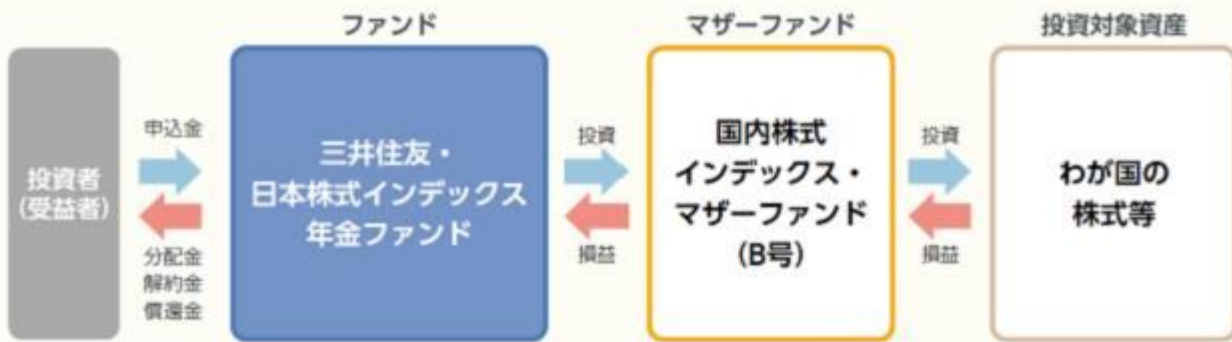 ファンド
マザーファンド
投資対象資産
投資者
(受益者)
申込金
分配金
解約金
償還金
三井住友・
日本株式インデックス
年金ファンド
投資
損益
国内株式
インデックス・
マザーファンド
(B号)
投資
損益
わが国の
株式等